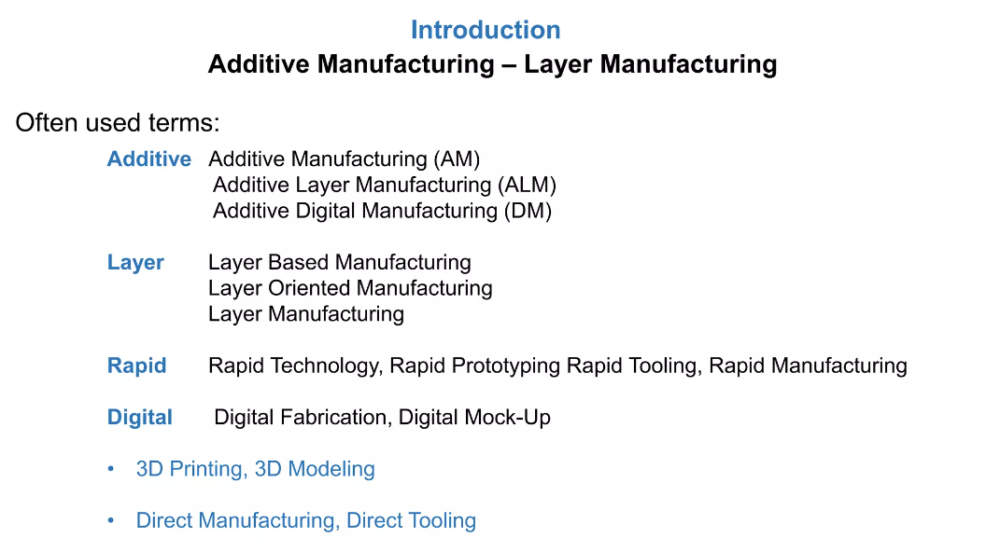 Introduction
Additive Manufacturing – Layer Manufacturing
Often used terms:
Additive Additive Manufacturing (AM)
Additive Layer Manufacturing (ALM)
Additive Digital Manufacturing (DM)
Layer Layer Based Manufacturing
Layer Oriented Manufacturing
Layer Manufacturing
Rapid Rapid Technology, Rapid Prototyping Rapid Tooling, Rapid Manufacturing
Digital Digital Fabrication, Digital Mock-Up
• 3D Printing, 3D Modeling
• Direct Manufacturing, Direct Tooling